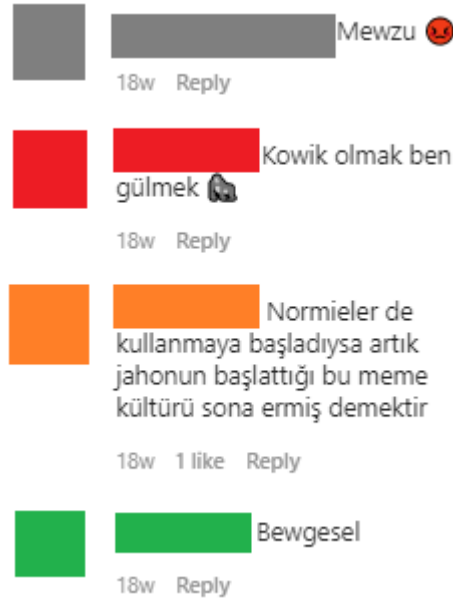 Mewzu 😡
18w Reply
Kowik olmak ben
gülmek 🦍
18w Reply
Normieler de
kullanmaya başladıysa artık
jahonun başlattığı bu meme
kültürü sona ermiş demektir
18w 1 like Reply
Bewgesel
18w Reply